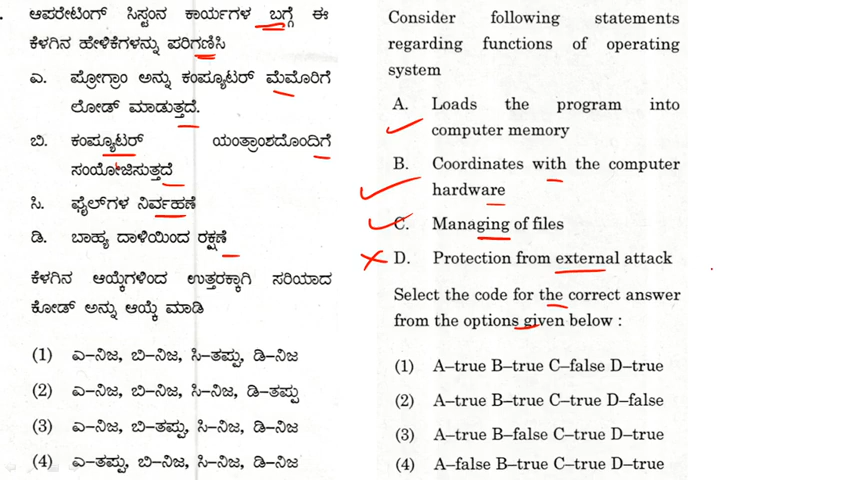 ಆಪರೇಟಿಂಗ್ ಸಿಸ್ಟಂನ ಕಾರ್ಯಗಳ ಬಗ್ಗೆ ಈ
ಕೆಳಗಿನ ಹೇಳಿಕೆಗಳನ್ನು ಪರಿಗಣಿಸಿ
ಎ. ಪ್ರೋಗ್ರಾಂ ಅನ್ನು ಕಂಪ್ಯೂಟರ್ ಮೆಮೊರಿಗೆ
ಲೋಡ್ ಮಾಡುತ್ತದೆ.
ಬಿ. ಕಂಪ್ಯೂಟರ್ ಯಂತ್ರಾಂಶದೊಂದಿಗೆ
ಸಂಯೋಜಿಸುತ್ತದೆ
ಸಿ. ಫೈಲ್‌ಗಳ ನಿರ್ವಹಣೆ
ಡಿ. ಬಾಹ್ಯ ದಾಳಿಯಿಂದ ರಕ್ಷಣೆ
ಕೆಳಗಿನ ಆಯ್ಕೆಗಳಿಂದ ಉತ್ತರಕ್ಕಾಗಿ ಸರಿಯಾದ
ಕೋಡ್ ಅನ್ನು ಆಯ್ಕೆ ಮಾಡಿ
(1) ಎ–ನಿಜ, ಬಿ–ನಿಜ, ಸಿ–ತಪ್ಪು, ಡಿ–ನಿಜ
(2) ಎ–ನಿಜ, ಬಿ–ನಿಜ, ಸಿ–ನಿಜ, ಡಿ–ತಪ್ಪು
(3) ಎ–ನಿಜ, ಬಿ–ತಪ್ಪು, ಸಿ–ನಿಜ, ಡಿ–ನಿಜ
(4) ಎ–ತಪ್ಪು, ಬಿ–ನಿಜ, ಸಿ–ನಿಜ, ಡಿ–ನಿಜ
Consider following statements
regarding functions of operating
system
A. Loads the program into
computer memory
B. Coordinates with the computer
hardware
C. Managing of files
D. Protection from external attack
Select the code for the correct answer
from the options given below :
(1) A–true B–true C–false D–true
(2) A–true B–true C–true D–false
(3) A–true B–false C–true D–true
(4) A–false B–true C–true D–true